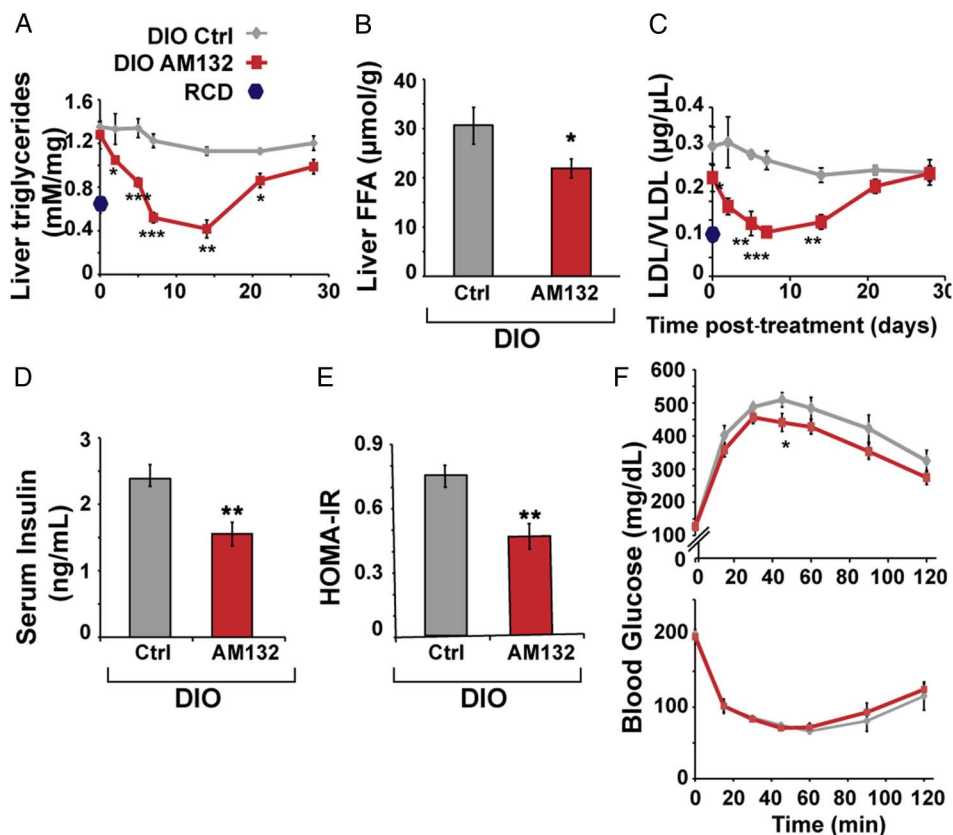 A
DIO Ctrl
DIO AM132
RCD
Liver triglycerides
(mM/mg)
1.6
1.2
0.8
0.4
0
*
***
***
**
*
0
10
20
30
B
Liver FFA (µmol/g)
40
30
20
10
0
*
Ctrl
AM132
DIO
C
LDL/VLDL (µg/µL)
0.4
0.3
0.2
0.1
0
*
**
***
**
0
10
20
30
Time post-treatment (days)
D
Serum Insulin
(ng/mL)
3
2
1
0
**
Ctrl
AM132
DIO
E
HOMA-IR
0.9
0.6
0.3
0
**
Ctrl
AM132
DIO
F
Blood Glucose (mg/dL)
600
500
400
300
200
100
0
*
0 20 40 60 80 100 120
200
100
0
0 20 40 60 80 100 120
Time (min)